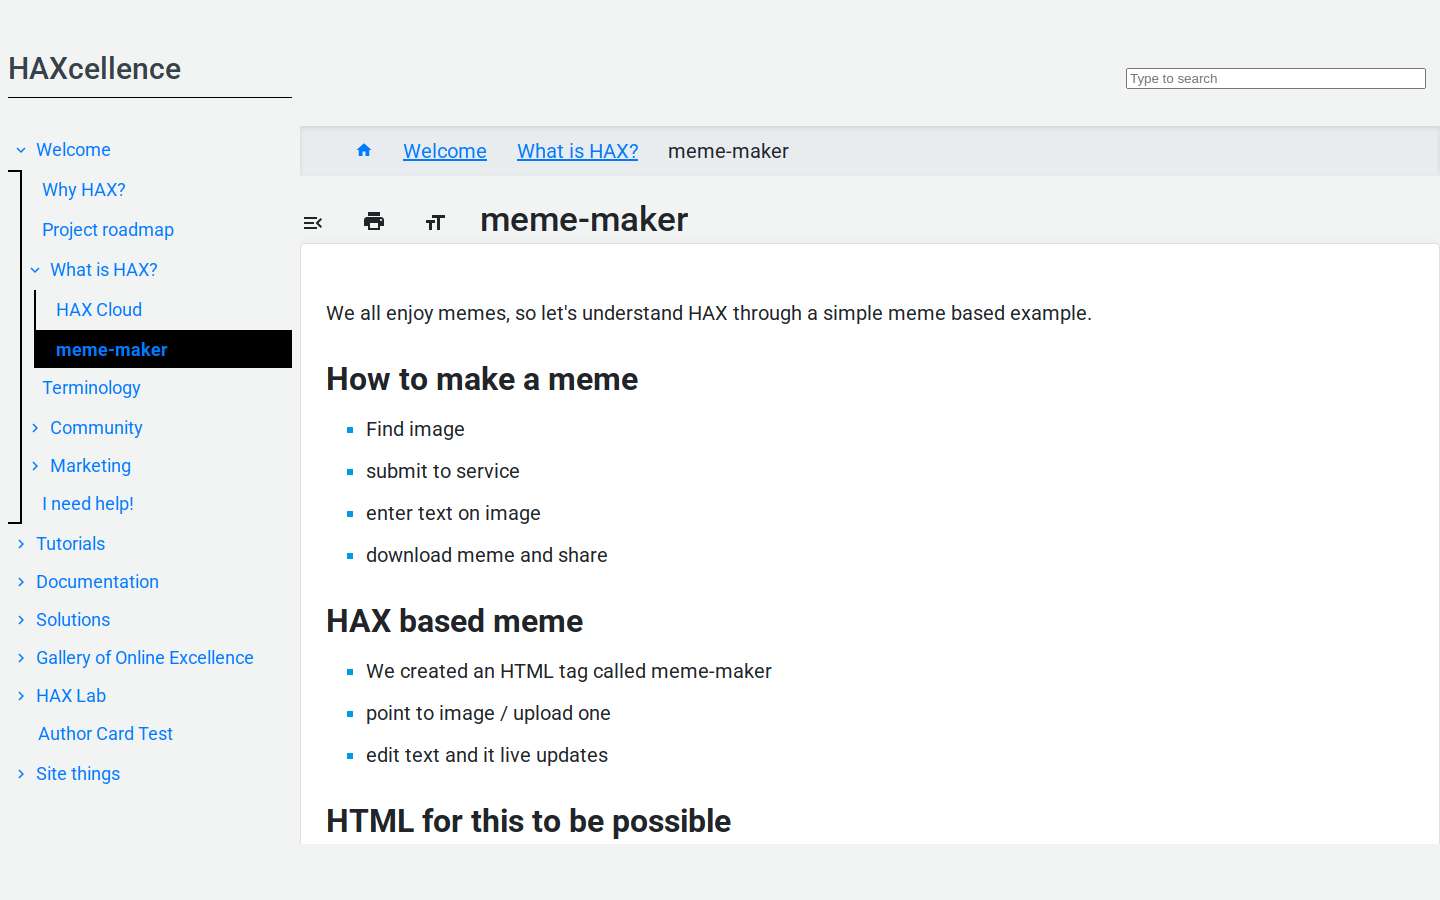 HAXcellence
Type to search
Welcome
Why HAX?
Project roadmap
What is HAX?
HAX Cloud
meme-maker
Terminology
Community
Marketing
I need help!
Tutorials
Documentation
Solutions
Gallery of Online Excellence
HAX Lab
Author Card Test
Site things
Welcome What is HAX? meme-maker
meme-maker
We all enjoy memes, so let's understand HAX through a simple meme based example.
How to make a meme
Find image
submit to service
enter text on image
download meme and share
HAX based meme
We created an HTML tag called meme-maker
point to image / upload one
edit text and it live updates
HTML for this to be possible